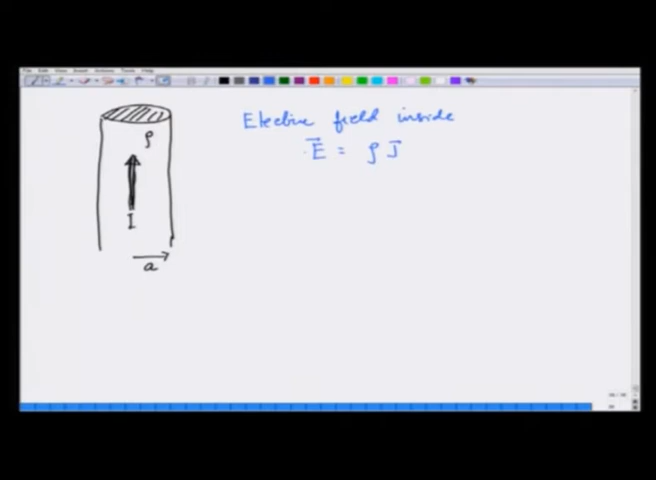 Electric field inside
E⃗ = ρ J⃗
ρ
I
a